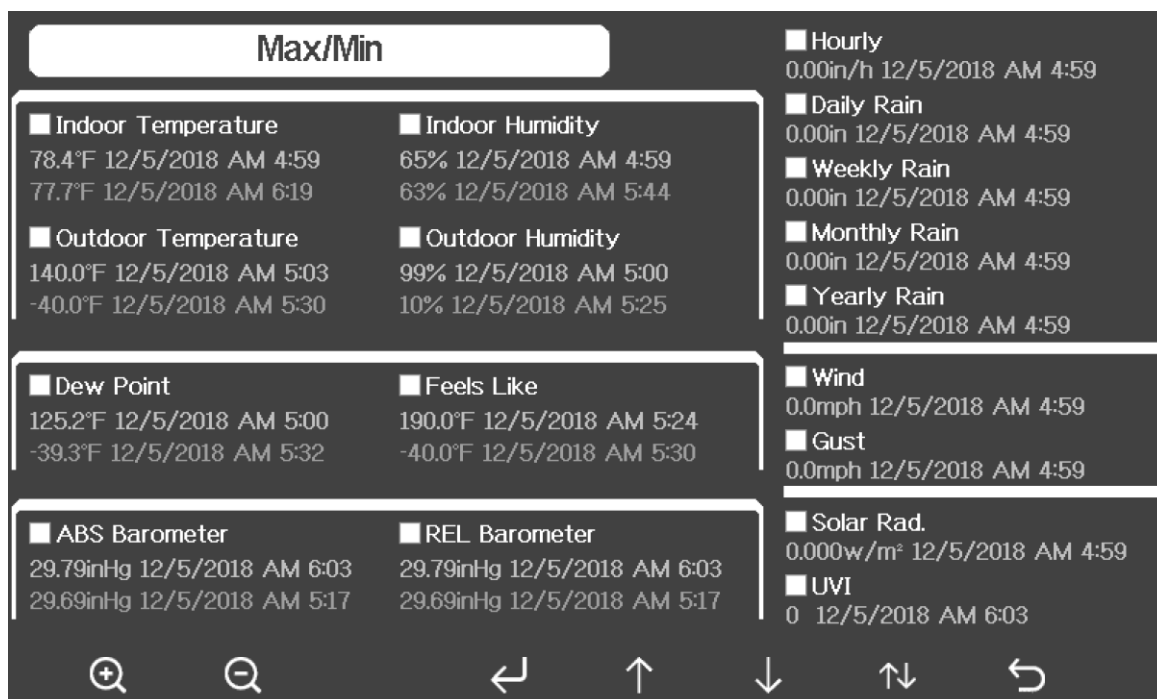 Max/Min
Indoor Temperature
78.4°F 12/5/2018 AM 4:59
77.7°F 12/5/2018 AM 6:19
Indoor Humidity
65% 12/5/2018 AM 4:59
63% 12/5/2018 AM 5:44
Outdoor Temperature
140.0°F 12/5/2018 AM 5:03
-40.0°F 12/5/2018 AM 5:30
Outdoor Humidity
99% 12/5/2018 AM 5:00
10% 12/5/2018 AM 5:25
Dew Point
125.2°F 12/5/2018 AM 5:00
-39.3°F 12/5/2018 AM 5:32
Feels Like
190.0°F 12/5/2018 AM 5:24
-40.0°F 12/5/2018 AM 5:30
ABS Barometer
29.79inHg 12/5/2018 AM 6:03
29.69inHg 12/5/2018 AM 5:17
REL Barometer
29.79inHg 12/5/2018 AM 6:03
29.69inHg 12/5/2018 AM 5:17
Hourly
0.00in/h 12/5/2018 AM 4:59
Daily Rain
0.00in 12/5/2018 AM 4:59
Weekly Rain
0.00in 12/5/2018 AM 4:59
Monthly Rain
0.00in 12/5/2018 AM 4:59
Yearly Rain
0.00in 12/5/2018 AM 4:59
Wind
0.0mph 12/5/2018 AM 4:59
Gust
0.0mph 12/5/2018 AM 4:59
Solar Rad.
0.000w/m² 12/5/2018 AM 4:59
UVI
0 12/5/2018 AM 6:03